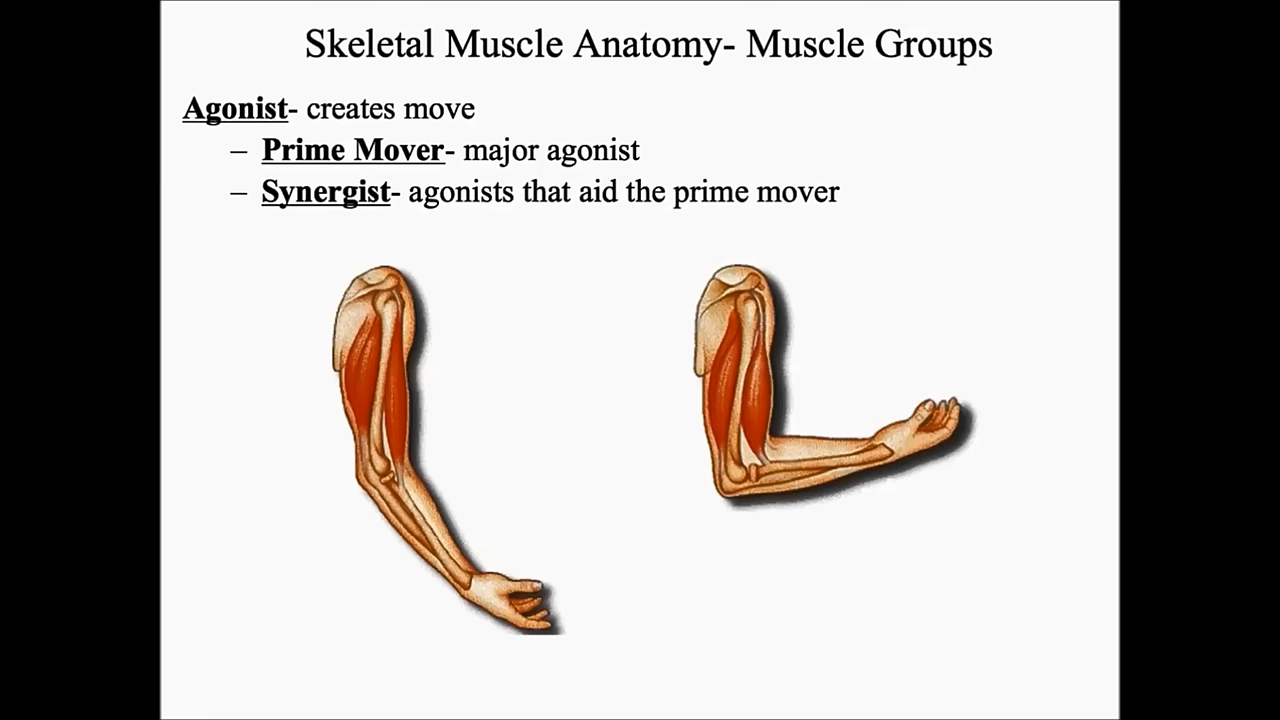 Skeletal Muscle Anatomy- Muscle Groups
Agonist- creates move
– Prime Mover- major agonist
– Synergist- agonists that aid the prime mover